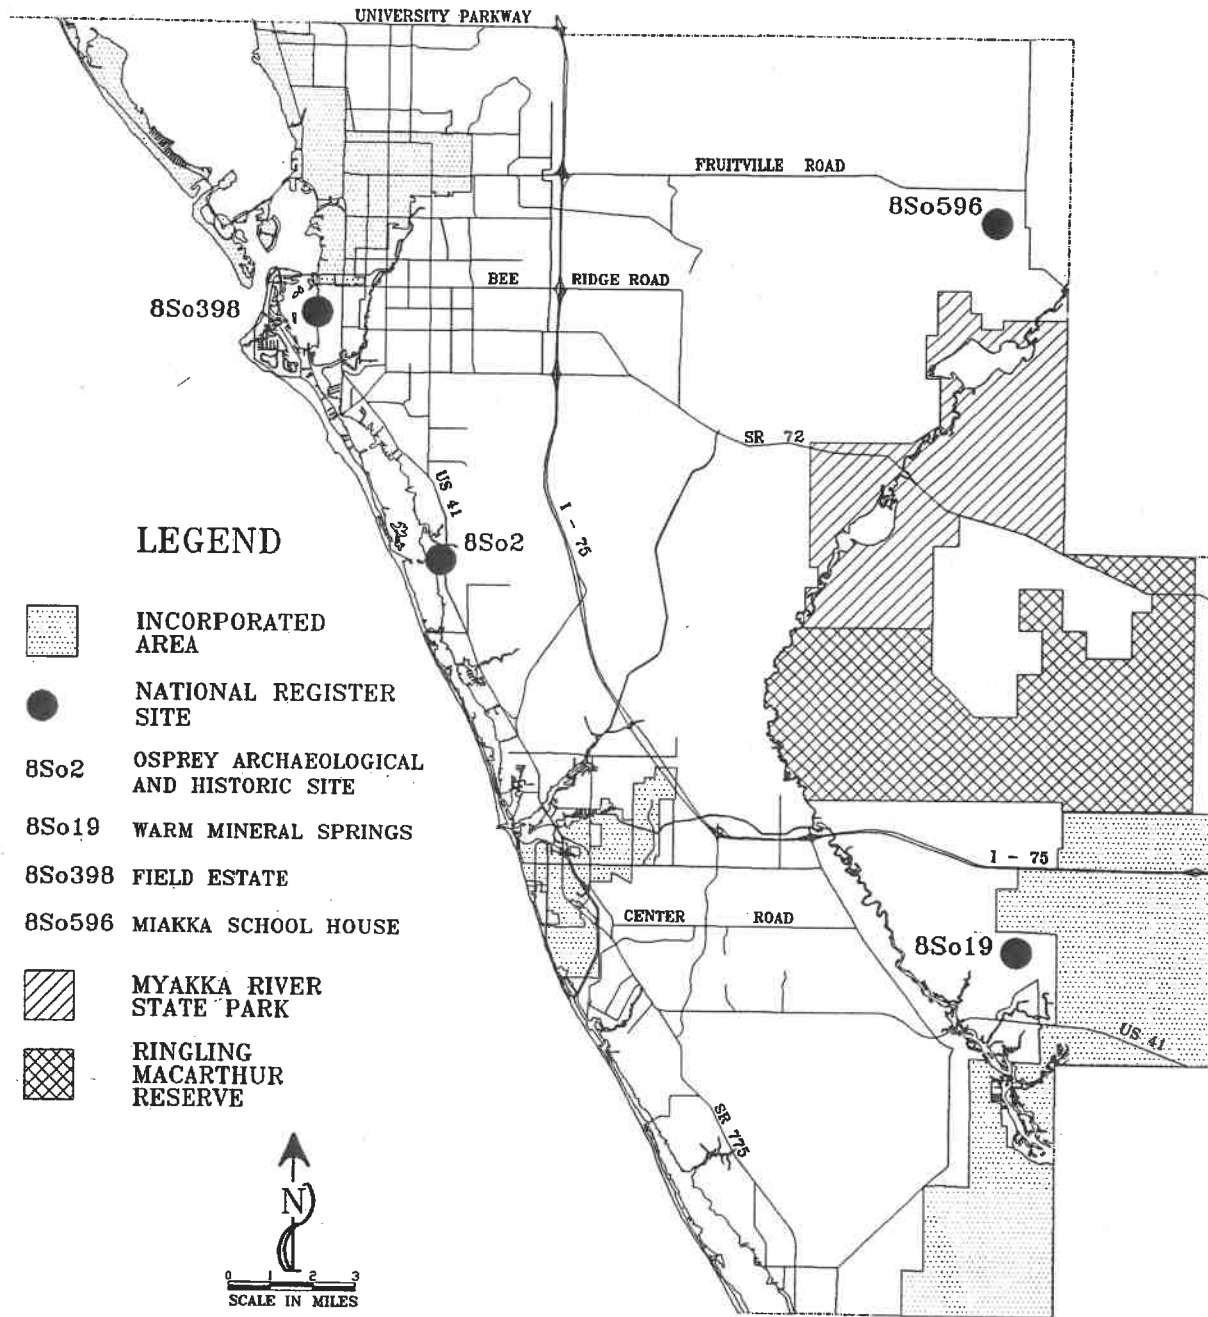 UNIVERSITY PARKWAY
FRUITVILLE ROAD
8So596
BEE RIDGE ROAD
8So398
SR 72
US 41
I - 75
8So2
LEGEND
INCORPORATED
AREA
NATIONAL REGISTER
SITE
8So2 OSPREY ARCHAEOLOGICAL
AND HISTORIC SITE
8So19 WARM MINERAL SPRINGS
8So398 FIELD ESTATE
8So596 MIAKKA SCHOOL HOUSE
MYAKKA RIVER
STATE PARK
RINGLING
MACARTHUR
RESERVE
I - 75
CENTER ROAD
8So19
US 41
SR 775
N
0 1 2 3
SCALE IN MILES